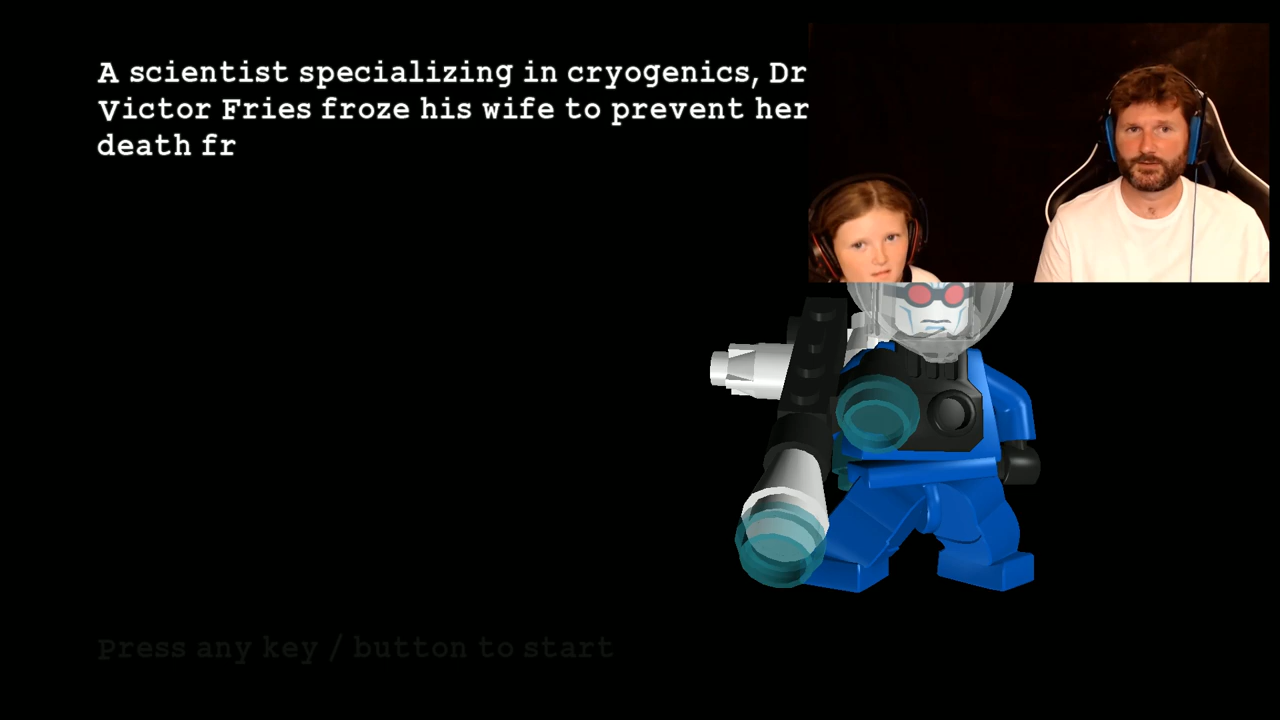 A scientist specializing in cryogenics, Dr
Victor Fries froze his wife to prevent her
death fr
Press any key / button to start